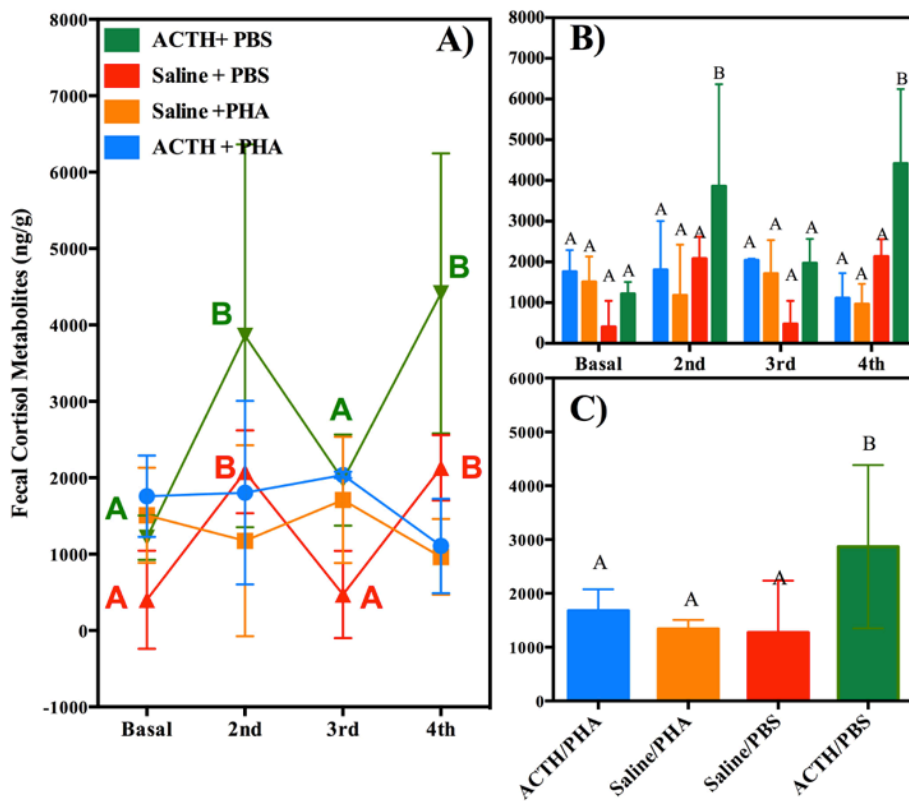 A)
ACTH+ PBS
Saline + PBS
Saline +PHA
ACTH + PHA
Fecal Cortisol Metabolites (ng/g)
8000
7000
6000
5000
4000
3000
2000
1000
0
-1000
A
A
B
B
A
A
B
B
Basal 2nd 3rd 4th
B)
8000
7000
6000
5000
4000
3000
2000
1000
0
A A A A
A A A B
A A A A
A A A B
Basal 2nd 3rd 4th
C)
6000
5000
4000
3000
2000
1000
0
A A A B
ACTH/PHA
Saline/PHA
Saline/PBS
ACTH/PBS